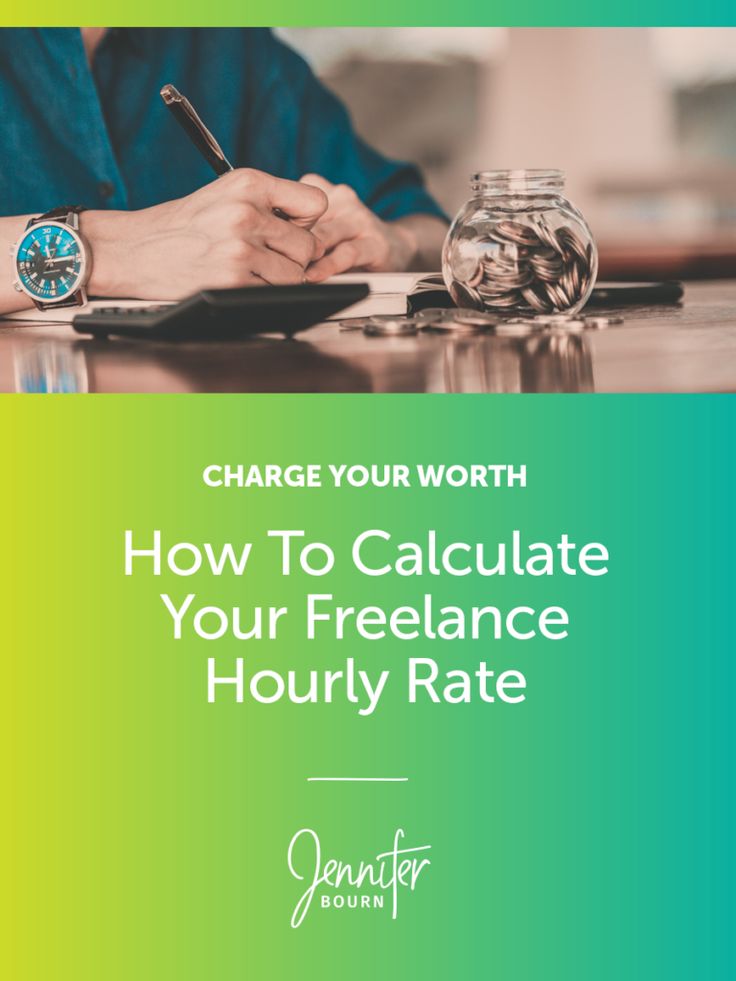 CHARGE YOUR WORTH
How To Calculate
Your Freelance
Hourly Rate
Jennifer
BOURN